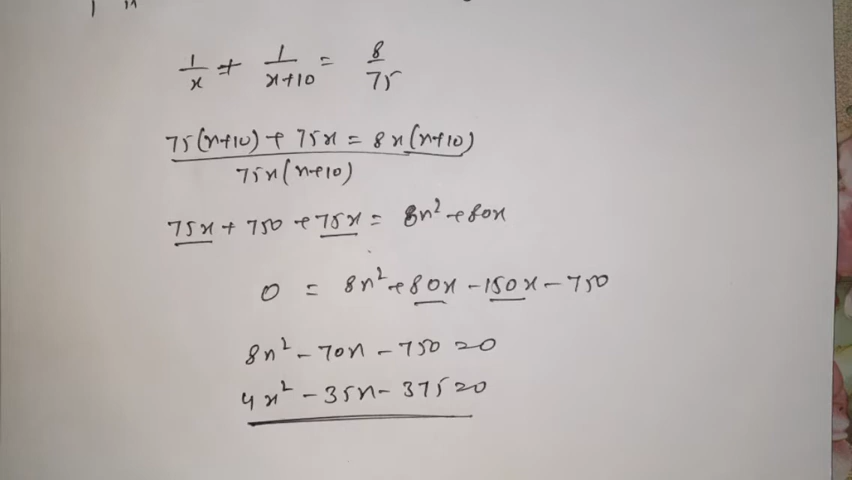 1/x + 1/x+10 = 8/75
75(x+10) + 75x = 8x(x+10)
75x(x+10)
75x + 750 + 75x = 8x² + 80x
0 = 8x² + 80x - 150x - 750
8x² - 70x - 750 = 0
4x² - 35x - 375 = 0